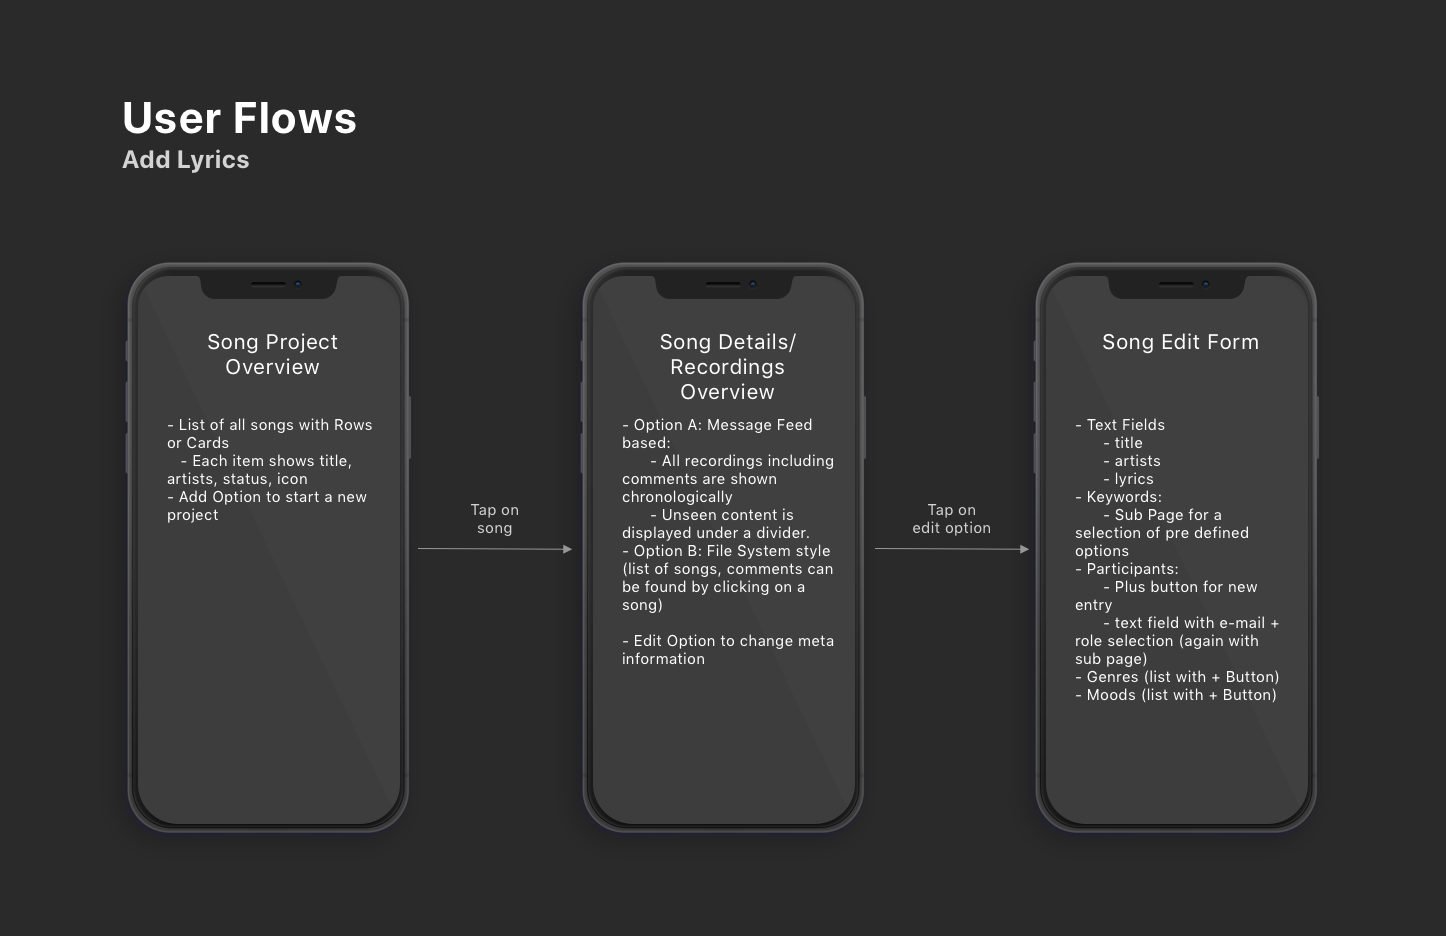 User Flows
Add Lyrics
Song Project
Overview
- List of all songs with Rows
or Cards
- Each item shows title,
artists, status, icon
- Add Option to start a new
project
Tap on
song
Song Details/
Recordings
Overview
- Option A: Message Feed
based:
- All recordings including
comments are shown
chronologically
- Unseen content is
displayed under a divider.
- Option B: File System style
(list of songs, comments can
be found by clicking on a
song)
- Edit Option to change meta
information
Tap on
edit option
Song Edit Form
- Text Fields
- title
- artists
- lyrics
- Keywords:
- Sub Page for a
selection of pre defined
options
- Participants:
- Plus button for new
entry
- text field with e-mail +
role selection (again with
sub page)
- Genres (list with + Button)
- Moods (list with + Button)